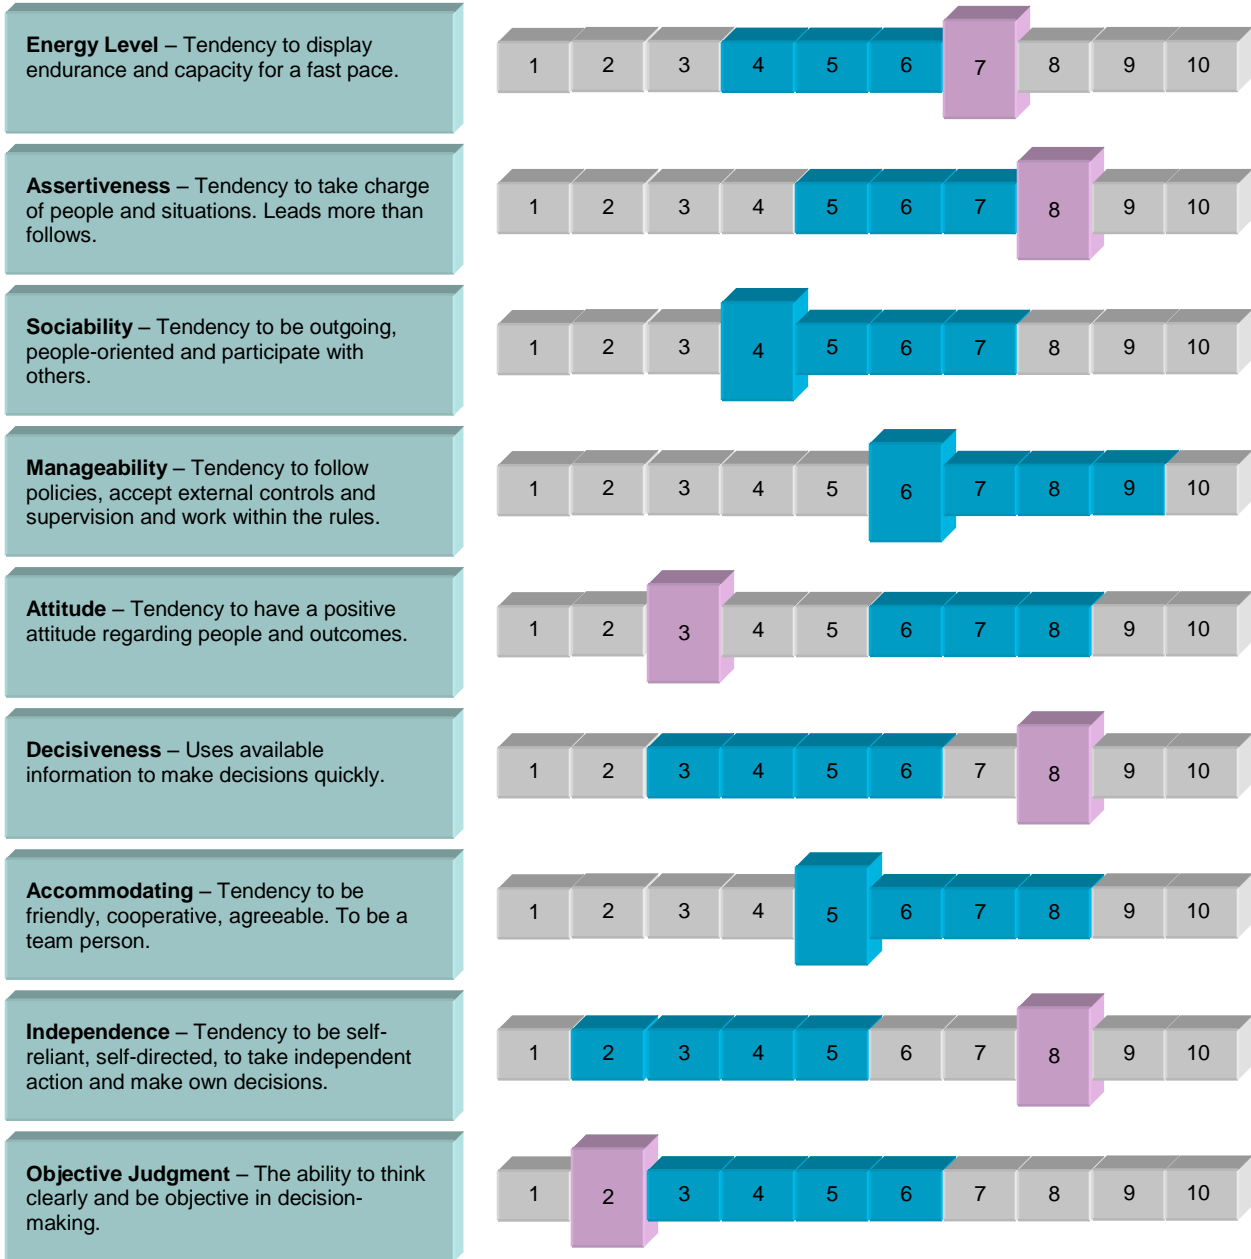 Energy Level – Tendency to display
endurance and capacity for a fast pace.
1 2 3 4 5 6 7 8 9 10
Assertiveness – Tendency to take charge
of people and situations. Leads more than
follows.
1 2 3 4 5 6 7 8 9 10
Sociability – Tendency to be outgoing,
people-oriented and participate with
others.
1 2 3 4 5 6 7 8 9 10
Manageability – Tendency to follow
policies, accept external controls and
supervision and work within the rules.
1 2 3 4 5 6 7 8 9 10
Attitude – Tendency to have a positive
attitude regarding people and outcomes.
1 2 3 4 5 6 7 8 9 10
Decisiveness – Uses available
information to make decisions quickly.
1 2 3 4 5 6 7 8 9 10
Accommodating – Tendency to be
friendly, cooperative, agreeable. To be a
team person.
1 2 3 4 5 6 7 8 9 10
Independence – Tendency to be self-
reliant, self-directed, to take independent
action and make own decisions.
1 2 3 4 5 6 7 8 9 10
Objective Judgment – The ability to think
clearly and be objective in decision-
making.
1 2 3 4 5 6 7 8 9 10